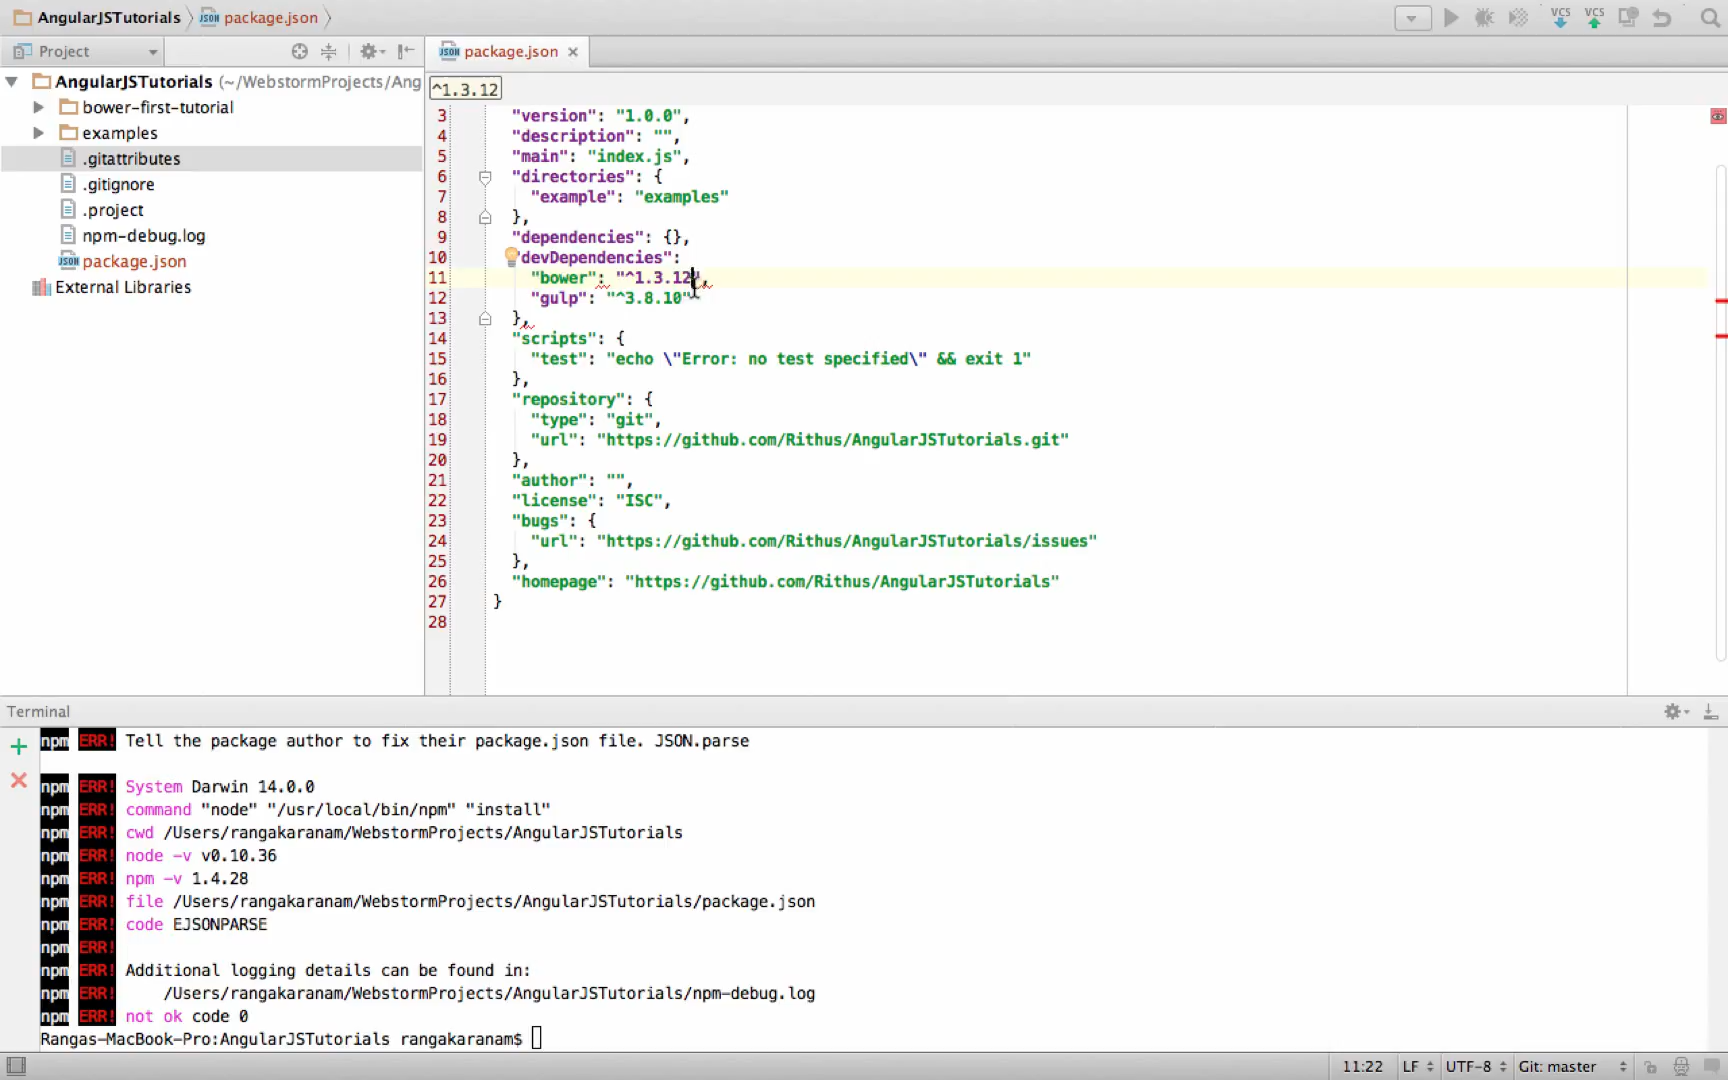 AngularJSTutorials package.json
VCS VCS
Project
package.json
AngularJSTutorials (~/WebstormProjects/Ang
bower-first-tutorial
examples
.gitattributes
.gitignore
.project
npm-debug.log
package.json
External Libraries
^1.3.12
3 "version": "1.0.0",
4 "description": "",
5 "main": "index.js",
6 "directories": {
7 "example": "examples"
8 },
9 "dependencies": {},
10 "devDependencies":
11 "bower": "^1.3.12",
12 "gulp": "^3.8.10"
13 },
14 "scripts": {
15 "test": "echo \"Error: no test specified\" && exit 1"
16 },
17 "repository": {
18 "type": "git",
19 "url": "https://github.com/Rithus/AngularJSTutorials.git"
20 },
21 "author": "",
22 "license": "ISC",
23 "bugs": {
24 "url": "https://github.com/Rithus/AngularJSTutorials/issues"
25 },
26 "homepage": "https://github.com/Rithus/AngularJSTutorials"
27 }
28
Terminal
npm ERR! Tell the package author to fix their package.json file. JSON.parse
npm ERR! System Darwin 14.0.0
npm ERR! command "node" "/usr/local/bin/npm" "install"
npm ERR! cwd /Users/rangakaranam/WebstormProjects/AngularJSTutorials
npm ERR! node -v v0.10.36
npm ERR! npm -v 1.4.28
npm ERR! file /Users/rangakaranam/WebstormProjects/AngularJSTutorials/package.json
npm ERR! code EJSONPARSE
npm ERR!
npm ERR! Additional logging details can be found in:
npm ERR! /Users/rangakaranam/WebstormProjects/AngularJSTutorials/npm-debug.log
npm ERR! not ok code 0
Rangas-MacBook-Pro:AngularJSTutorials rangakaranam$
11:22 LF UTF-8 Git: master